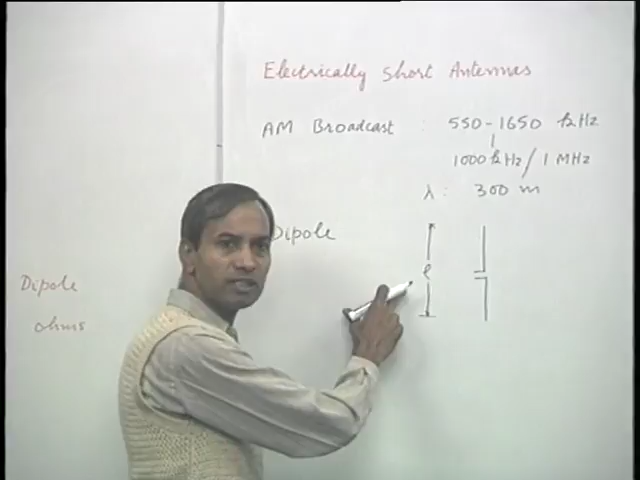 Electrically Short Antennas
AM Broadcast : 550-1650 kHz
1000 kHz / 1 MHz
λ : 300 m
Dipole
l
Dipole
ohms